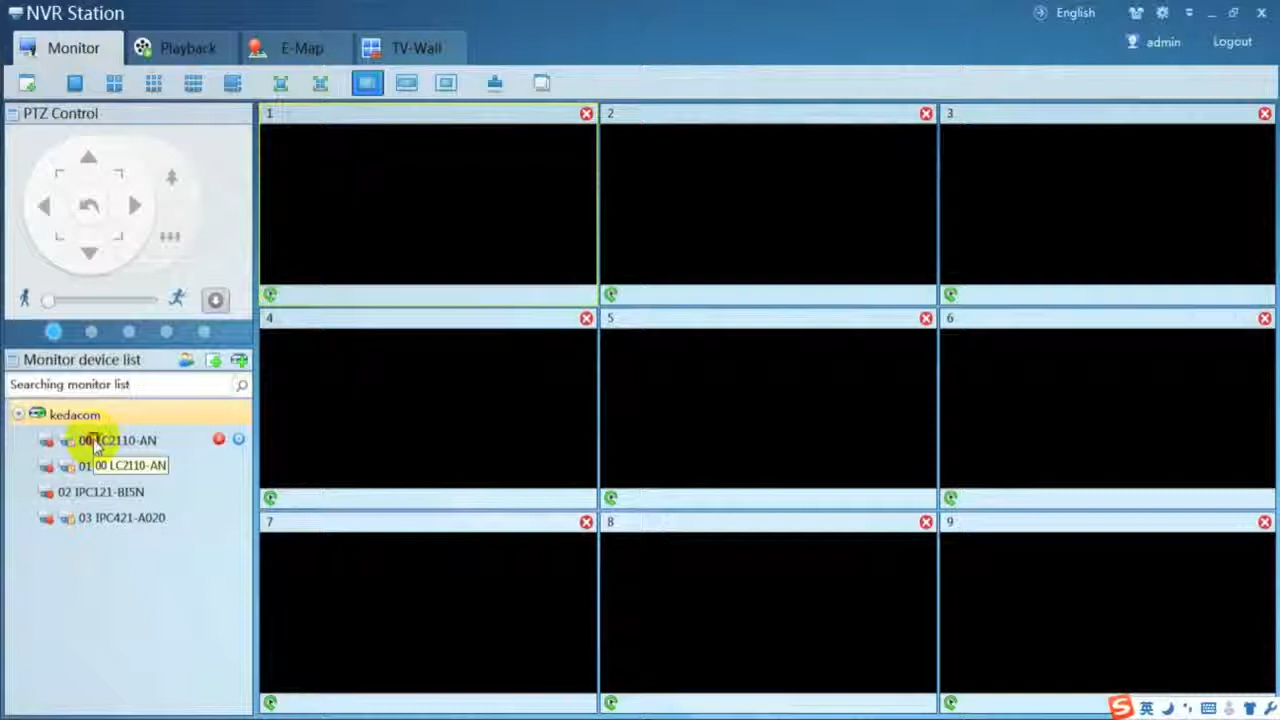 NVR Station
English
Monitor
Playback
E-Map
TV-Wall
admin
Logout
PTZ Control
1
2
3
4
5
6
7
8
9
Monitor device list
Searching monitor list
kedacom
00 LC2110-AN
01
00 LC2110-AN
02 IPC121-BI5N
03 IPC421-A020
S 英